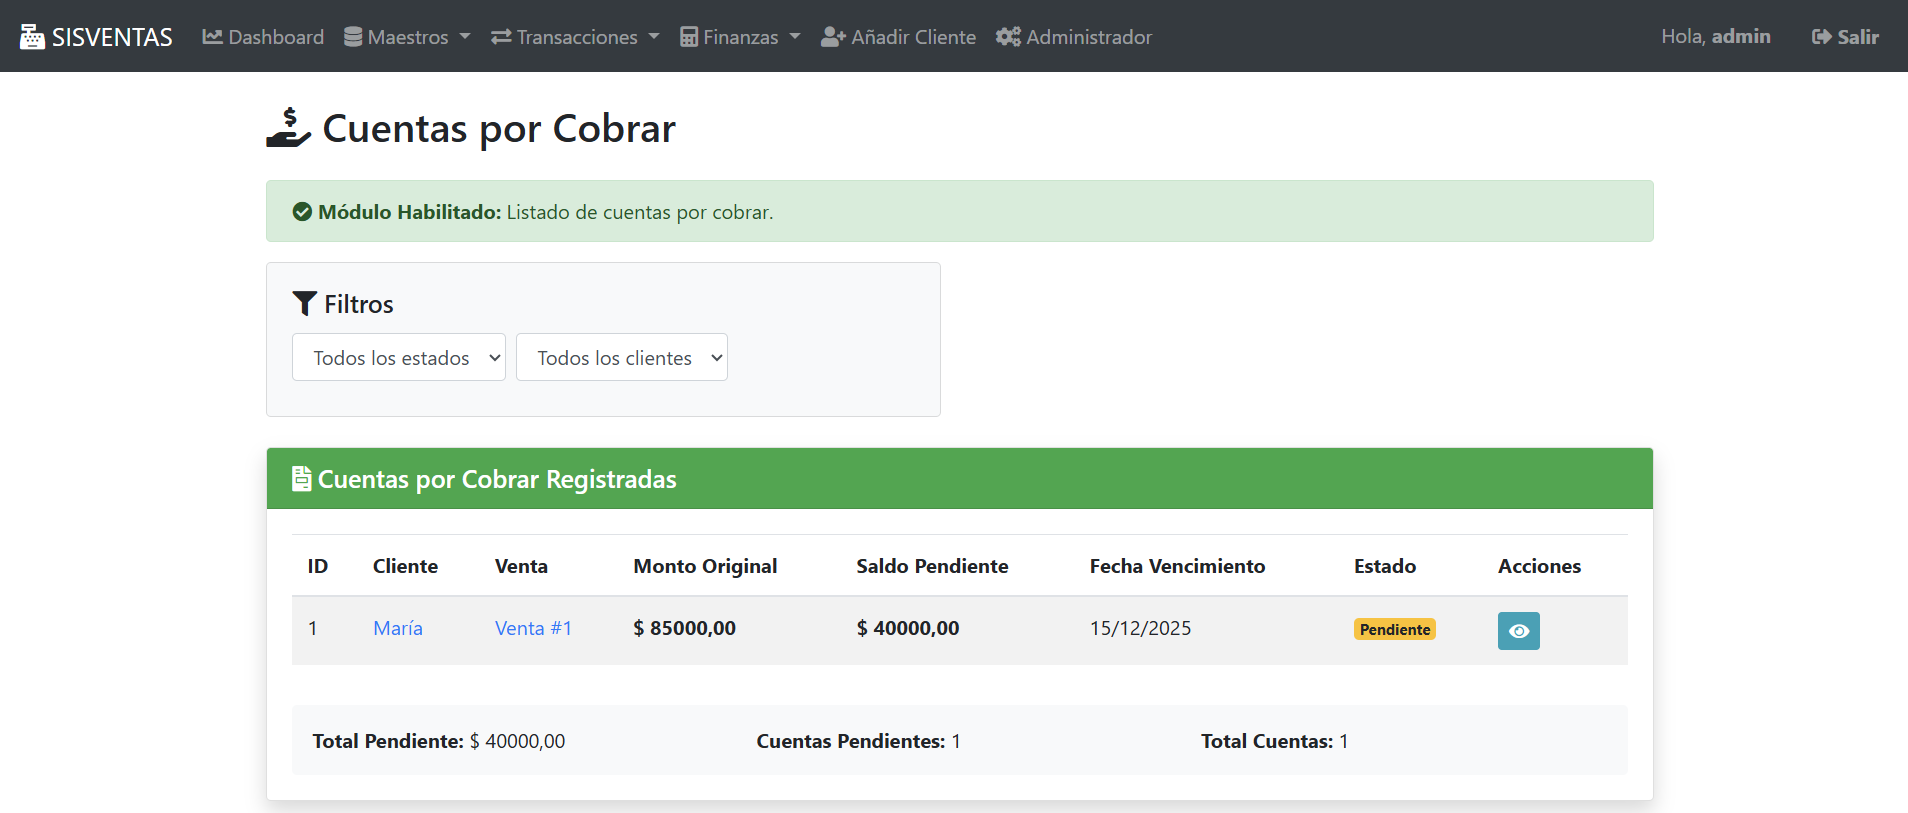 SISVENTAS Dashboard Maestros Transacciones Finanzas Añadir Cliente Administrador Hola, admin Salir
Cuentas por Cobrar
Módulo Habilitado: Listado de cuentas por cobrar.
Filtros
Todos los estados Todos los clientes
Cuentas por Cobrar Registradas
ID Cliente Venta Monto Original Saldo Pendiente Fecha Vencimiento Estado Acciones
1 María Venta #1 $ 85000,00 $ 40000,00 15/12/2025 Pendiente
Total Pendiente: $ 40000,00 Cuentas Pendientes: 1 Total Cuentas: 1